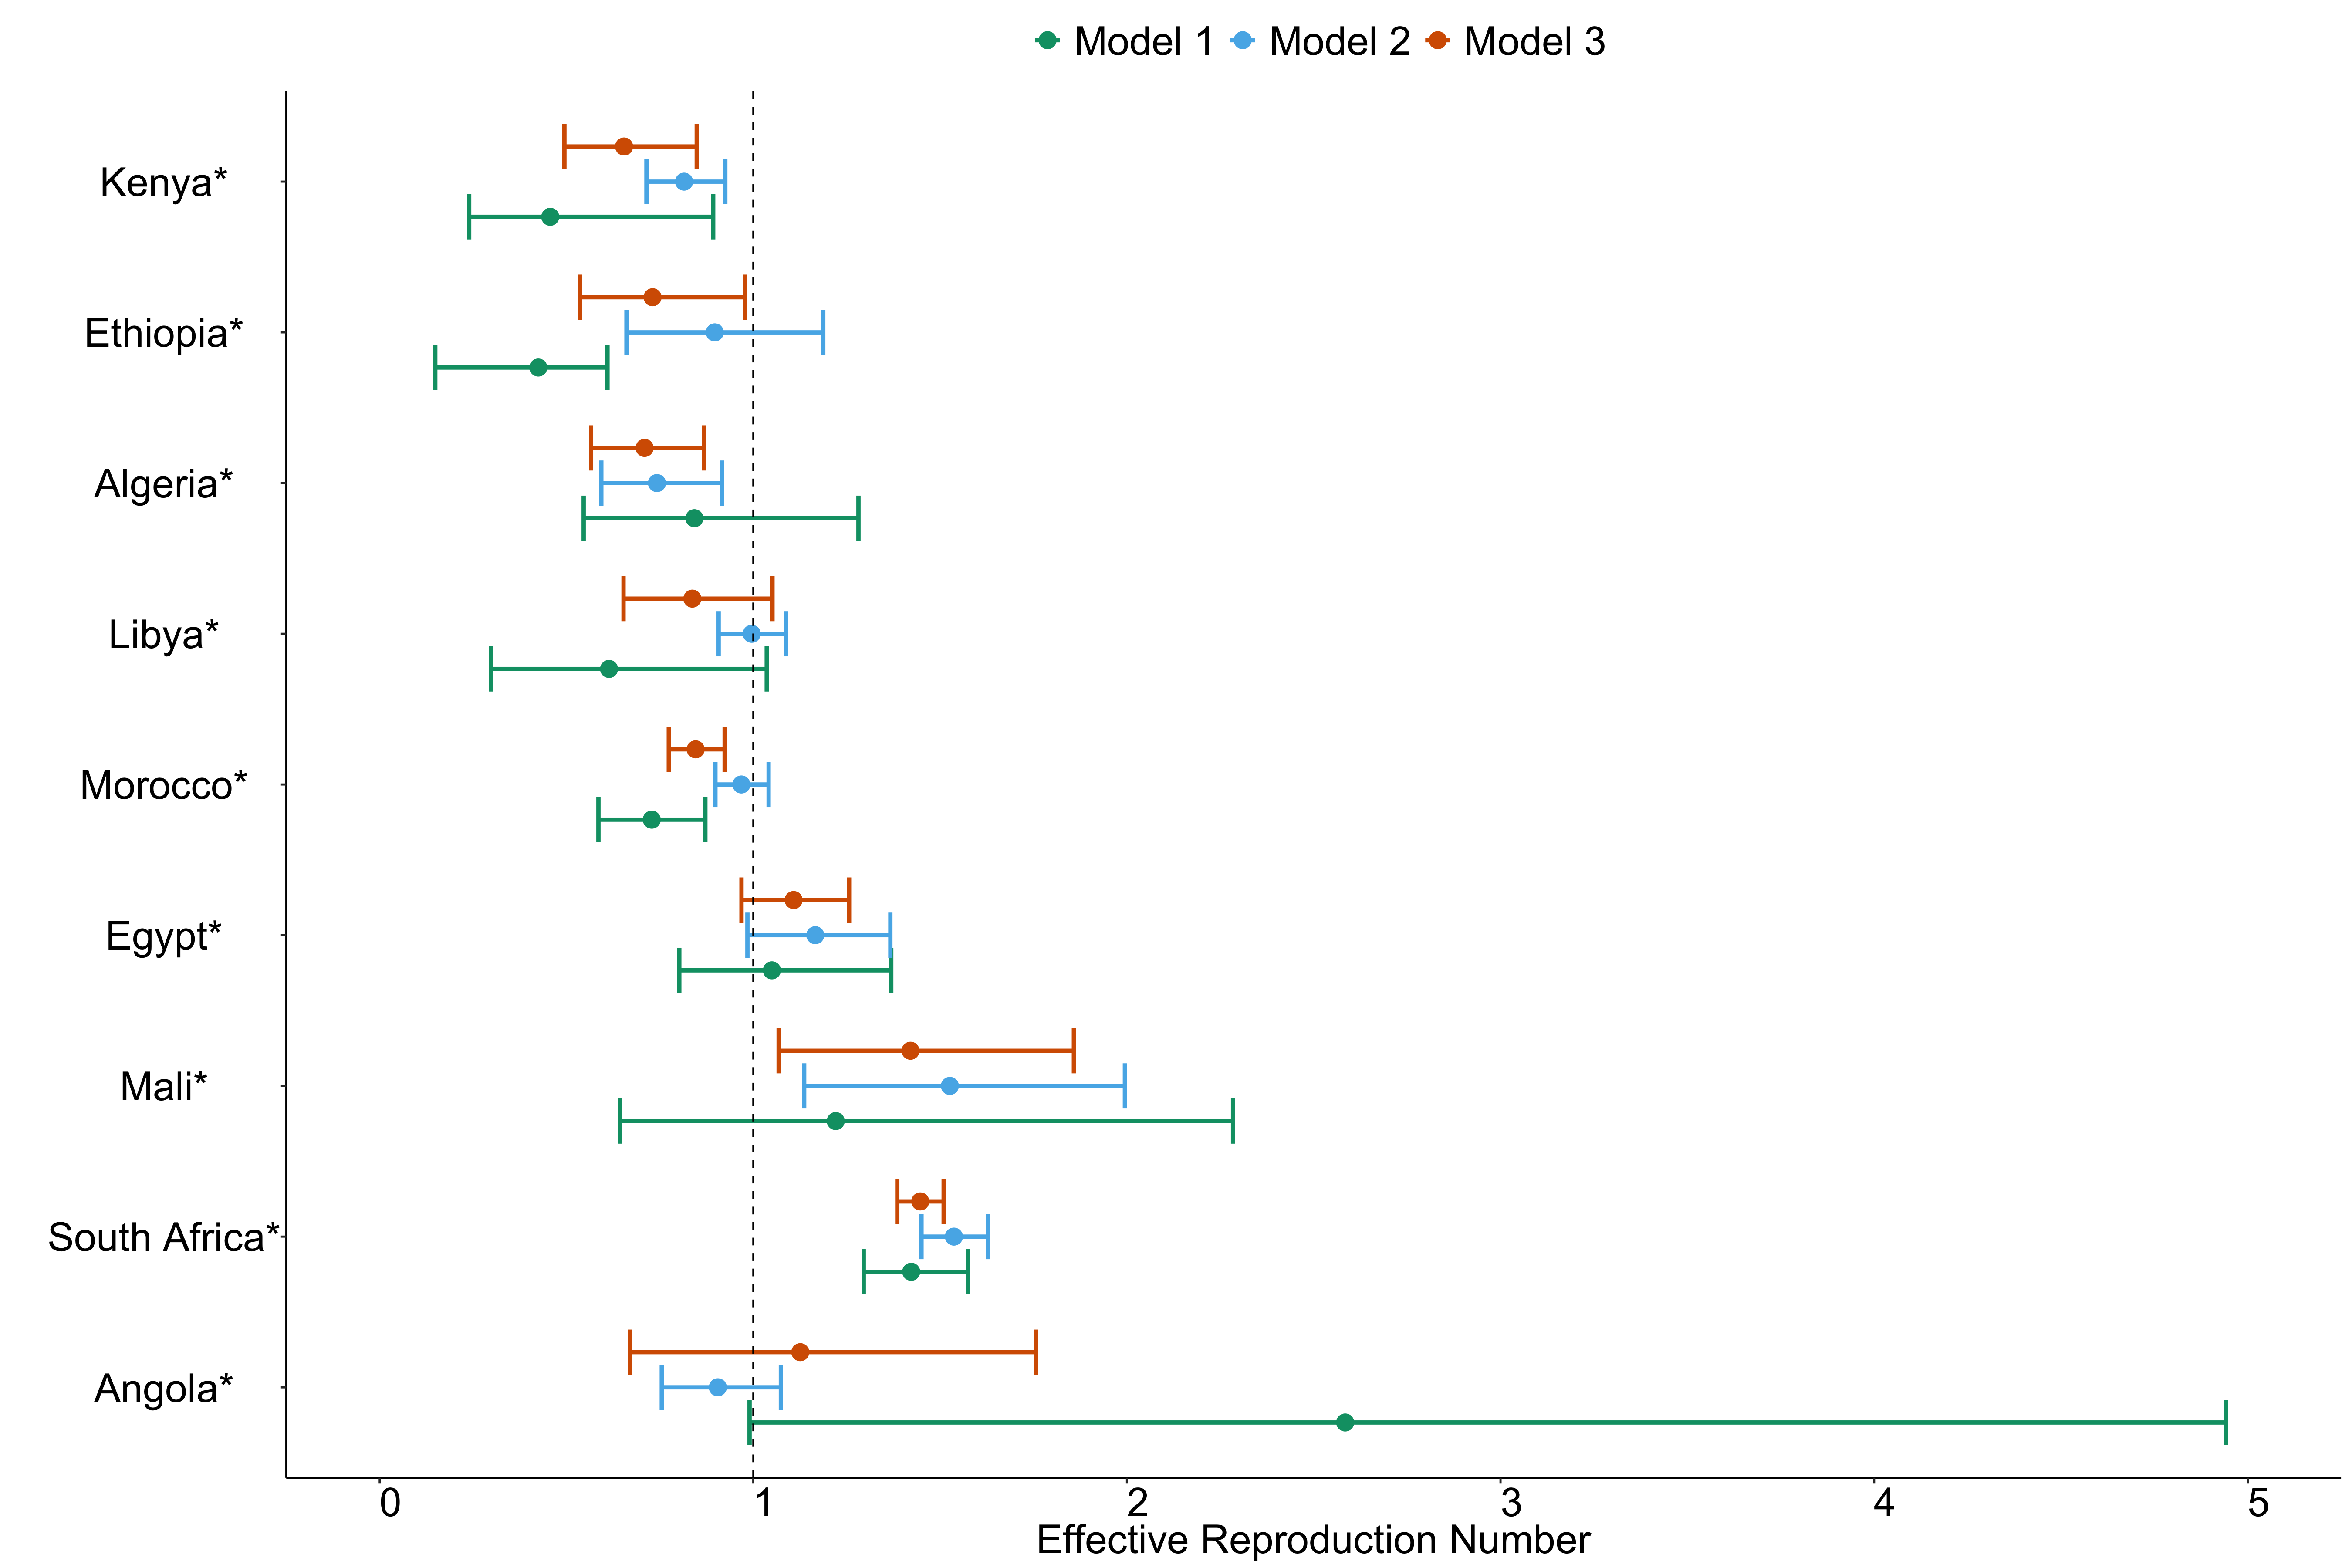 Model 1 Model 2 Model 3
Kenya*
Ethiopia*
Algeria*
Libya*
Morocco*
Egypt*
Mali*
South Africa*
Angola*
0 1 2 3 4 5
Effective Reproduction Number